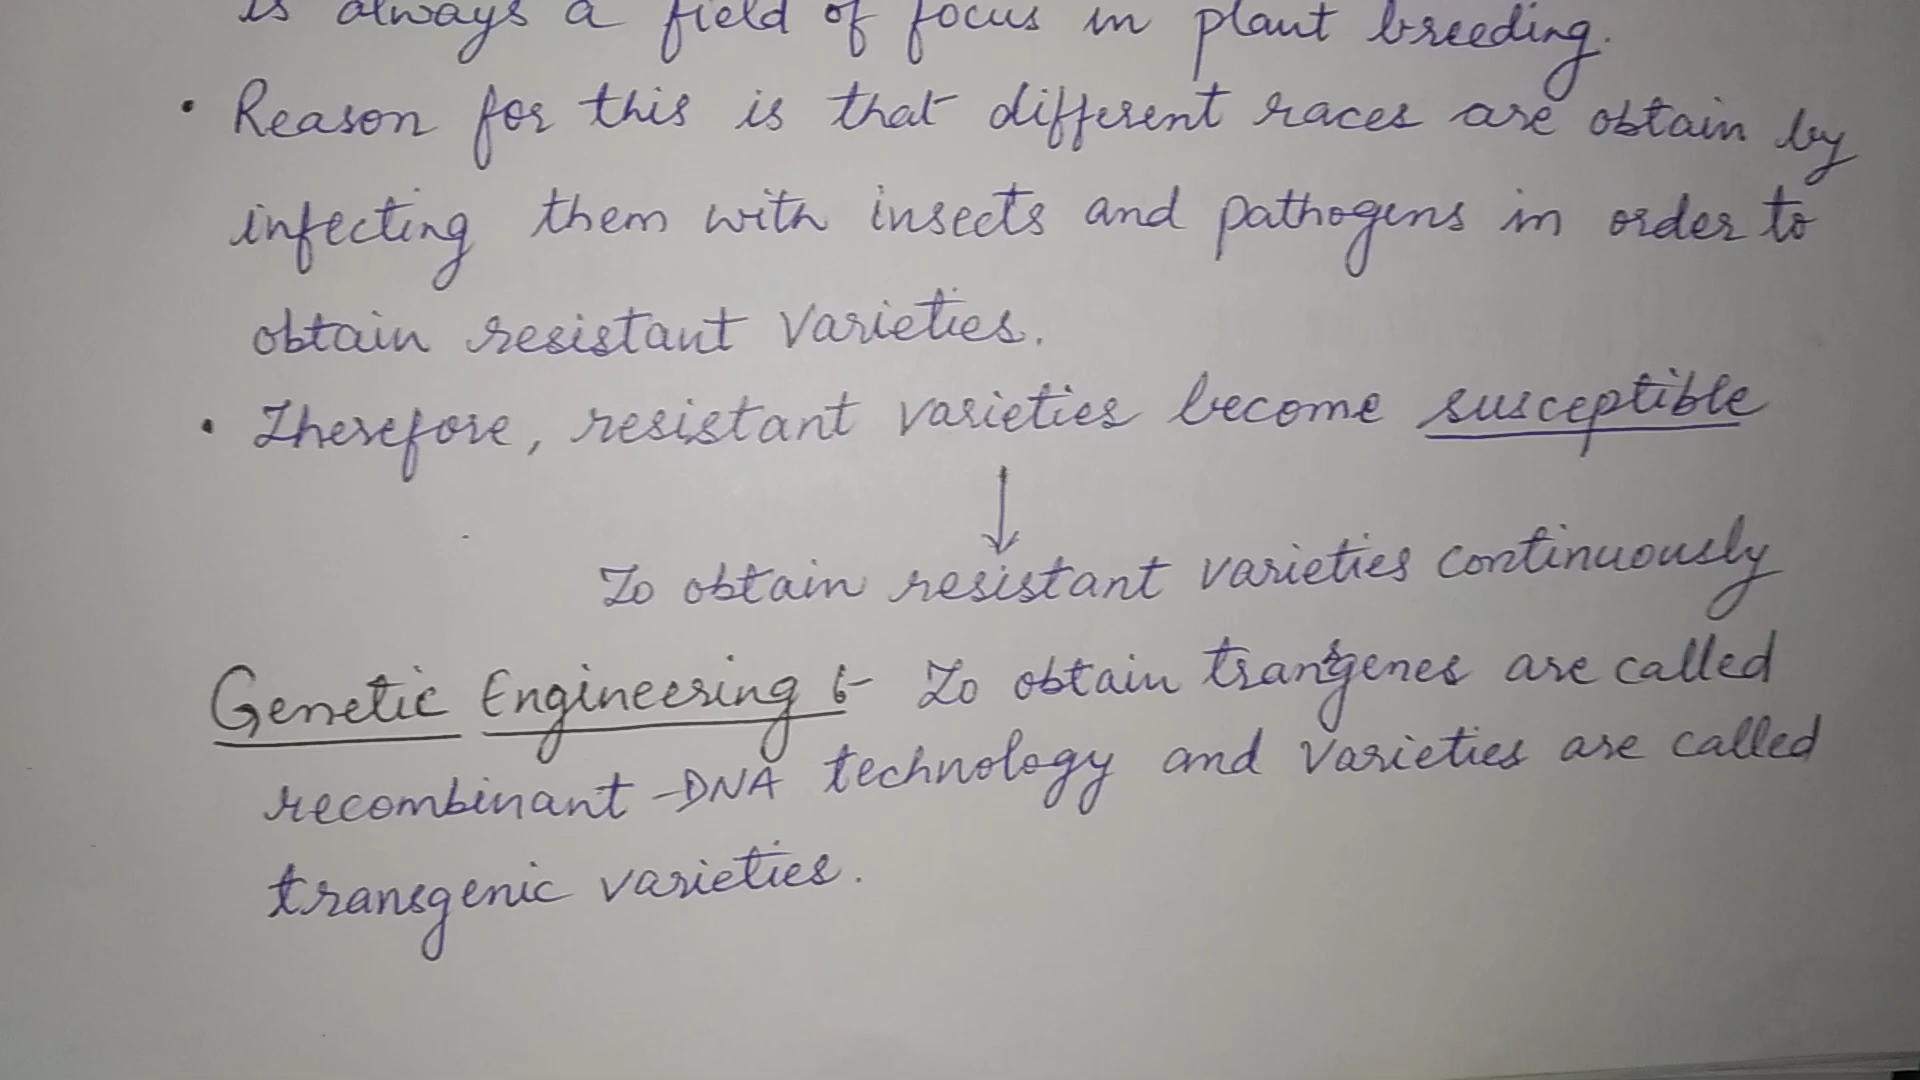 is always a field of focus in plant breeding.
• Reason for this is that different races are obtain by
infecting them with insects and pathogens in order to
obtain resistant varieties.
• Therefore, resistant varieties become susceptible
↓
To obtain resistant varieties continuously
Genetic Engineering :- To obtain transgenes are called
recombinant -DNA technology and varieties are called
transgenic varieties.